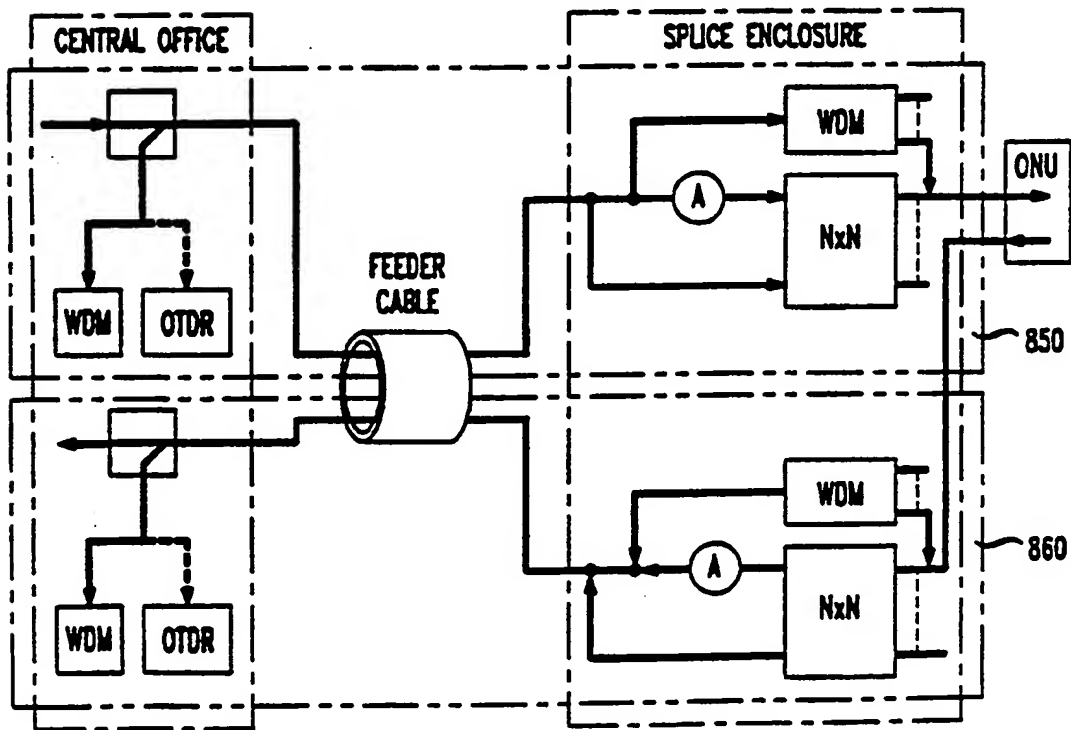 CENTRAL OFFICE
SPLICE ENCLOSURE
WDM
ONU
A
NxN
FEEDER
CABLE
WDM
OTDR
850
WDM
860
A
NxN
WDM
OTDR